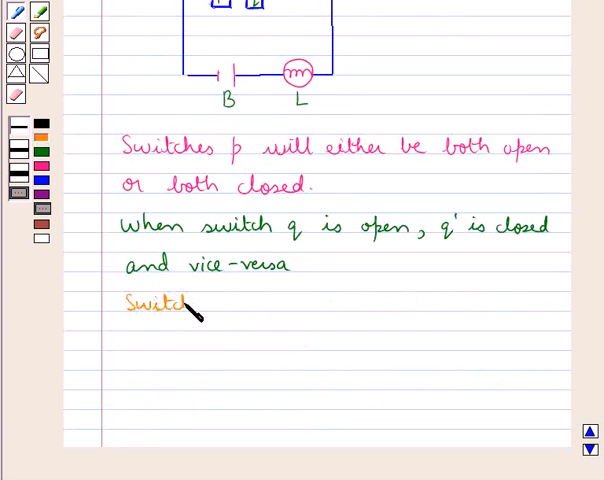 B L
Switches p will either be both open
or both closed.
When switch q is open, q' is closed
and vice-versa
Switch